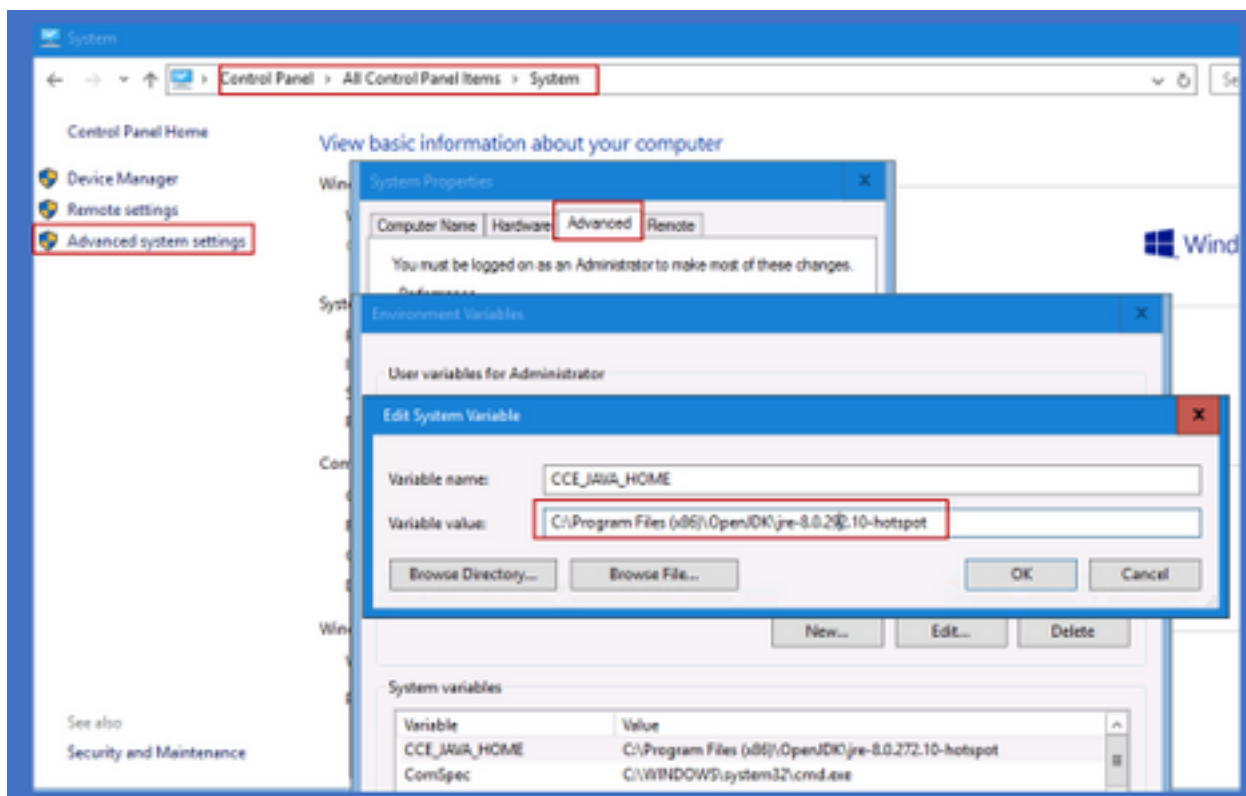 System
Control Panel > All Control Panel Items > System
Control Panel Home
View basic information about your computer
Device Manager
Remote settings
Advanced system settings
System Properties
Computer Name Hardware Advanced Remote
You must be logged on as an Administrator to make most of these changes.
Wind
Environment Variables
User variables for Administrator
Edit System Variable
Variable name: CCE_JAVA_HOME
Variable value: C:\Program Files (x86)\OpenJDK\jre-8.0.292.10-hotspot
Browse Directory... Browse File... OK Cancel
New... Edit... Delete
System variables
Variable Value
CCE_JAVA_HOME C:\Program Files (x86)\OpenJDK\jre-8.0.272.10-hotspot
ComSpec C:\WINDOWS\system32\cmd.exe
See also
Security and Maintenance